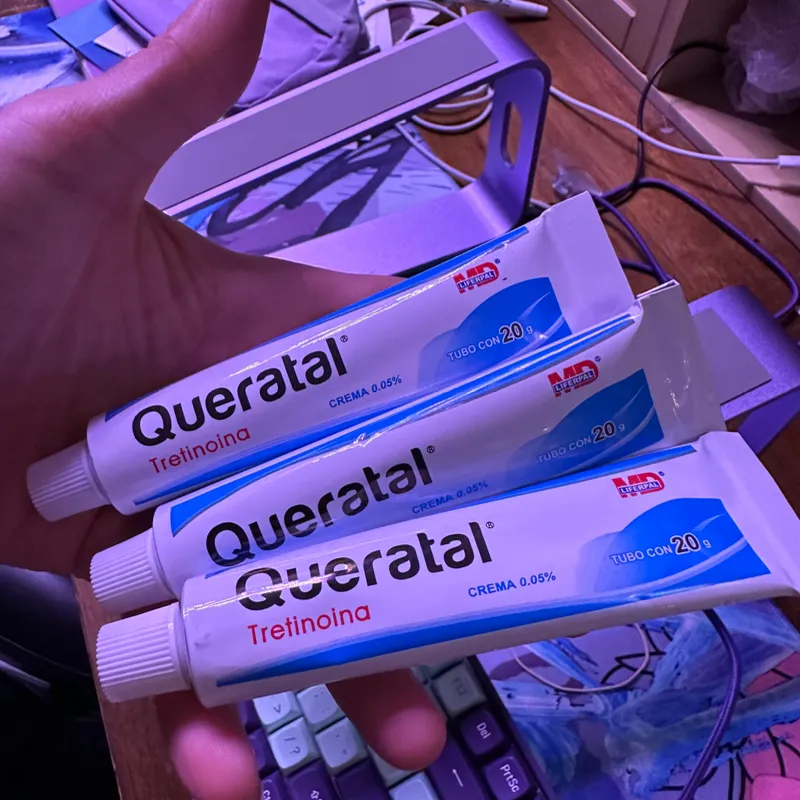 MD®
LIFERPAL
TUBO CON 20 g
Queratal®
CREMA 0.05%
Tretinoina
MD®
LIFERPAL
TUBO CON 20 g
Queratal®
CREMA 0.05%
MD®
LIFERPAL
TUBO CON 20 g
Queratal®
CREMA 0.05%
Tretinoina
>
/ ?
Del
PrtSc